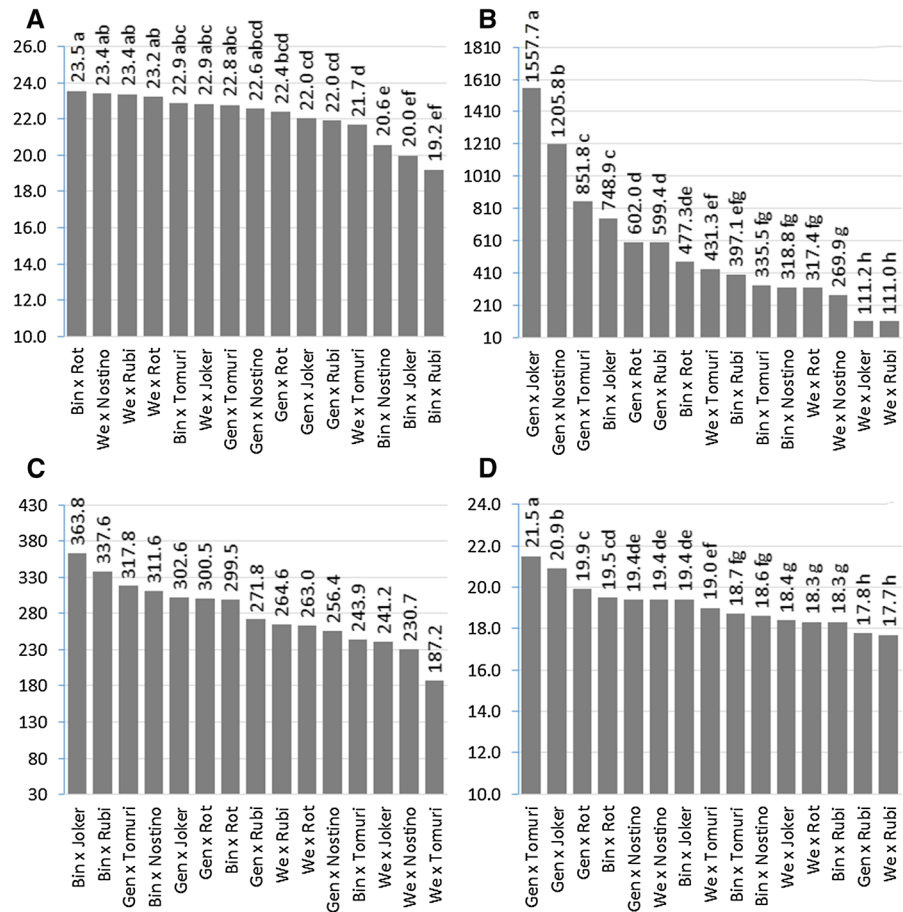 A
26.0
24.0
22.0
20.0
18.0
16.0
14.0
12.0
10.0
23.5 a
23.4 ab
23.4 ab
23.2 ab
22.9 abc
22.9 abc
22.8 abc
22.6 abcd
22.4 bcd
22.0 cd
22.0 cd
21.7 d
20.6 e
20.0 ef
19.2 ef
Bin x Rot
We x Nostino
We x Rubi
We x Rot
Bin x Tomuri
We x Joker
Gen x Tomuri
Gen x Nostino
Gen x Rot
Gen x Joker
Gen x Rubi
We x Tomuri
Bin x Nostino
Bin x Joker
Bin x Rubi
B
1810
1610
1410
1210
1010
810
610
410
210
10
1557.7 a
1205.8 b
851.8 c
748.9 c
602.0 d
599.4 d
477.3de
431.3 ef
397.1 efg
335.5 fg
318.8 fg
317.4 fg
269.9 g
111.2 h
111.0 h
Gen x Joker
Gen x Nostino
Gen x Tomuri
Bin x Joker
Gen x Rot
Gen x Rubi
Bin x Rot
We x Tomuri
Bin x Rubi
Bin x Tomuri
Bin x Nostino
We x Rot
We x Nostino
We x Joker
We x Rubi
C
430
380
330
280
230
180
130
80
30
363.8
337.6
317.8
311.6
302.6
300.5
299.5
271.8
264.6
263.0
256.4
243.9
241.2
230.7
187.2
Bin x Joker
Bin x Rubi
Gen x Tomuri
Bin x Nostino
Gen x Joker
Gen x Rot
Bin x Rot
Gen x Rubi
We x Rubi
We x Rot
Gen x Nostino
Bin x Tomuri
We x Joker
We x Nostino
We x Tomuri
D
24.0
22.0
20.0
18.0
16.0
14.0
12.0
10.0
21.5 a
20.9 b
19.9 c
19.5 cd
19.4de
19.4 de
19.4 de
19.0 ef
18.7 fg
18.6 fg
18.4 g
18.3 g
18.3 g
17.8 h
17.7 h
Gen x Tomuri
Gen x Joker
Gen x Rot
Bin x Rot
Gen x Nostino
We x Nostino
Bin x Joker
We x Tomuri
Bin x Tomuri
Bin x Nostino
We x Joker
We x Rot
Bin x Rubi
Gen x Rubi
We x Rubi